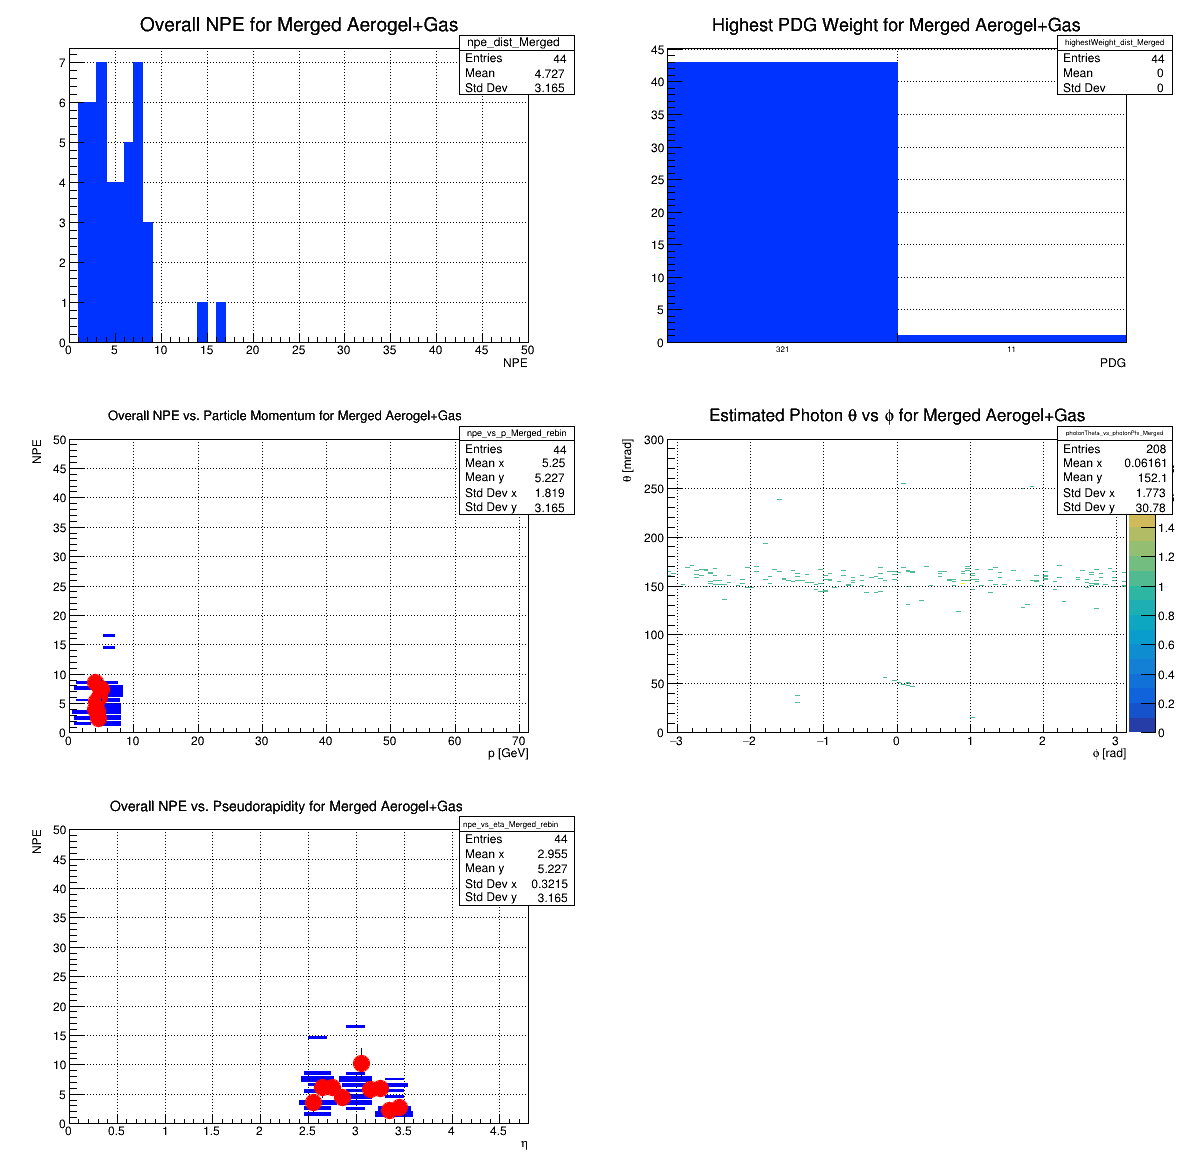 Overall NPE for Merged Aerogel+Gas
npe_dist_Merged
Entries 44
Mean 4.727
Std Dev 3.165
7
6
5
4
3
2
1
0
0 5 10 15 20 25 30 35 40 45 50
NPE
Highest PDG Weight for Merged Aerogel+Gas
highestWeight_dist_Merged
Entries 44
Mean 0
Std Dev 0
45
40
35
30
25
20
15
10
5
0
321 11
PDG
Overall NPE vs. Particle Momentum for Merged Aerogel+Gas
npe_vs_p_Merged_rebin
Entries 44
Mean x 5.25
Mean y 5.227
Std Dev x 1.819
Std Dev y 3.165
NPE
50
45
40
35
30
25
20
15
10
5
0
0 10 20 30 40 50 60 70
p [GeV]
Estimated Photon θ vs ϕ for Merged Aerogel+Gas
photonTheta_vs_photonPhi_Merged
Entries 208
Mean x 0.06161
Mean y 152.1
Std Dev x 1.773
Std Dev y 30.78
θ [mrad]
300
250
200
150
100
50
0
−3 −2 −1 0 1 2 3
ϕ [rad]
1.4
1.2
1
0.8
0.6
0.4
0.2
0
Overall NPE vs. Pseudorapidity for Merged Aerogel+Gas
npe_vs_eta_Merged_rebin
Entries 44
Mean x 2.955
Mean y 5.227
Std Dev x 0.3215
Std Dev y 3.165
NPE
50
45
40
35
30
25
20
15
10
5
0
0 0.5 1 1.5 2 2.5 3 3.5 4 4.5
η